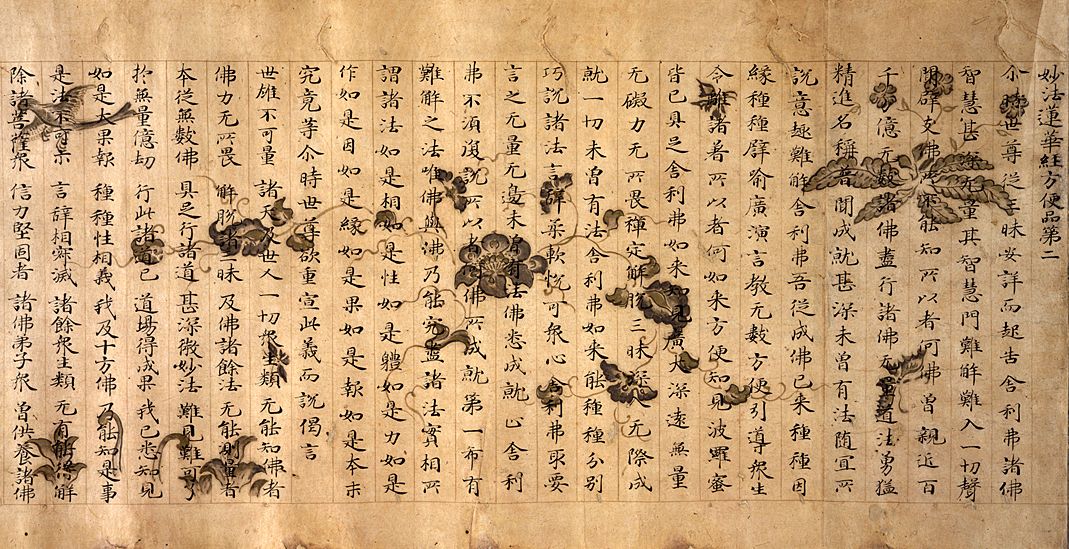 妙法蓮華經方便品第二
尒時世尊從三昧安詳而起告舍利弗諸佛
智慧甚深无量其智慧門難解難入一切聲
聞辟支佛所不能知所以者何佛曾親近百
千万億无數諸佛盡行諸佛无量道法勇猛
精進名稱普聞成就甚深未曾有法隨宜所
說意趣難解舍利弗吾從成佛已來種種因
緣種種譬喻廣演言教无數方便引導眾生
令離諸著所以者何如來方便知見波羅蜜
皆已具足舍利弗如來知見廣大深遠無量
无礙力无所畏禪定解脫三昧深入无際成
就一切未曾有法舍利弗如來能種種分別
巧說諸法言辭柔軟悅可眾心舍利弗取要
言之无量无邊未曾有法佛悉成就止舍利
弗不須復說所以者何佛所成就第一希有
難解之法唯佛與佛乃能究盡諸法實相所
謂諸法如是相如是性如是體如是力如是
作如是因如是緣如是果如是報如是本末
究竟等尒時世尊欲重宣此義而說偈言
世雄不可量 諸天及世人 一切眾生類 无能知佛者
佛力无所畏 解脫諸三昧 及佛諸餘法 无能測量者
本從無數佛 具足行諸道 甚深微妙法 難見難可了
於無量億劫 行此諸道已 道場得成果 我已悉知見
如是大果報 種種性相義 我及十方佛 乃能知是事
是法不可示 言辭相寂滅 諸餘眾生類 无有能得解
除諸菩薩眾 信力堅固者 諸佛弟子眾 曾供養諸佛